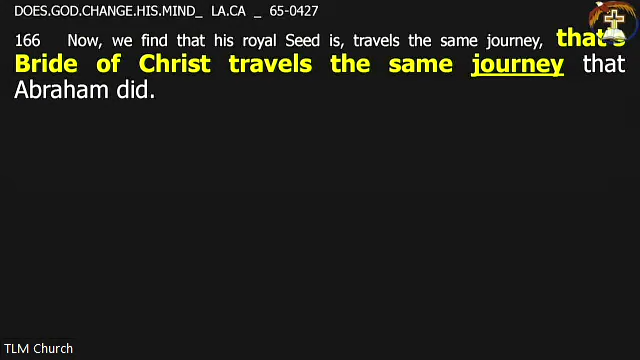 DOES.GOD.CHANGE.HIS.MIND_ LA.CA _ 65-0427
166 Now, we find that his royal Seed is, travels the same journey, that's
Bride of Christ travels the same journey that
Abraham did.
TLM Church